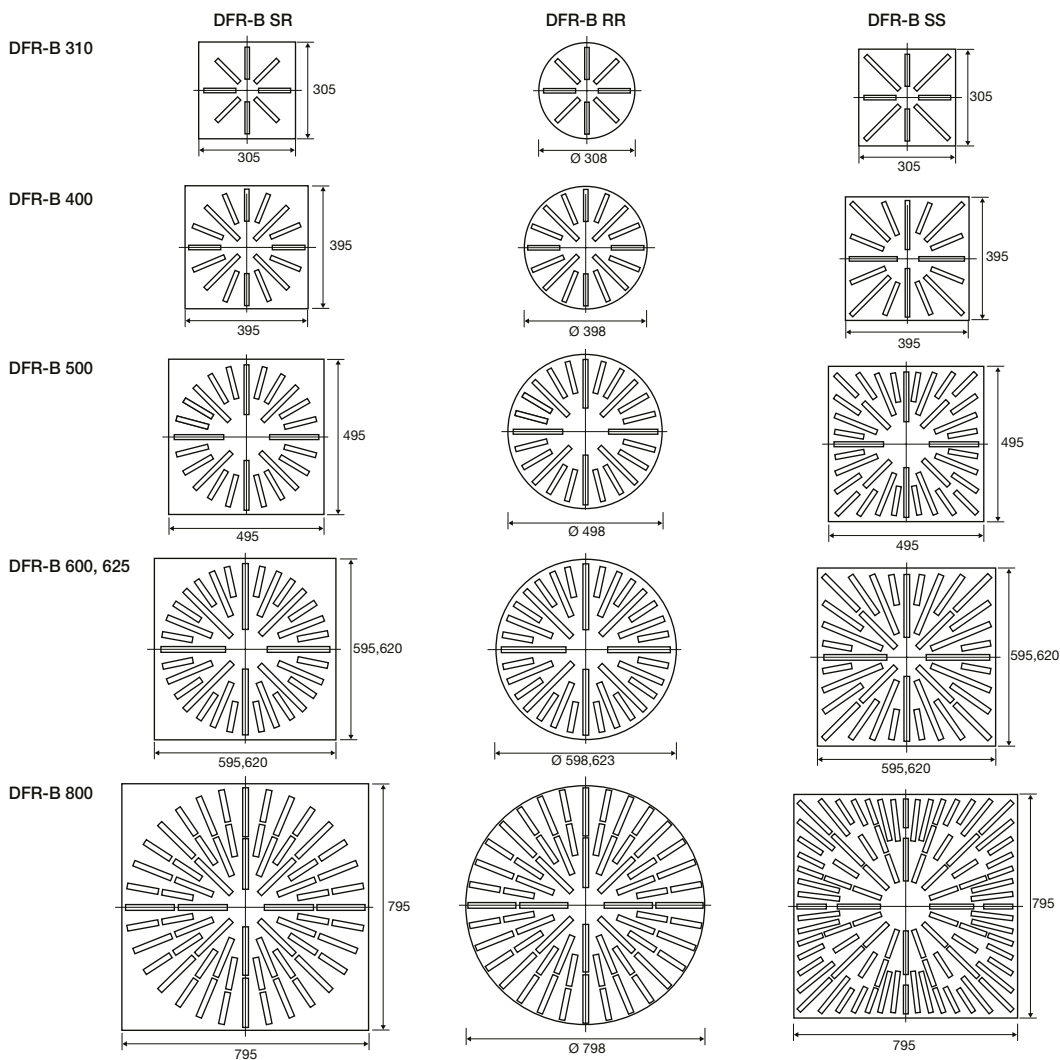 DFR-B SR
DFR-B RR
DFR-B SS
DFR-B 310
305
305
Ø 308
305
305
DFR-B 400
395
395
Ø 398
395
395
DFR-B 500
495
495
Ø 498
495
495
DFR-B 600, 625
595,620
595,620
Ø 598,623
595,620
595,620
DFR-B 800
795
795
Ø 798
795
795